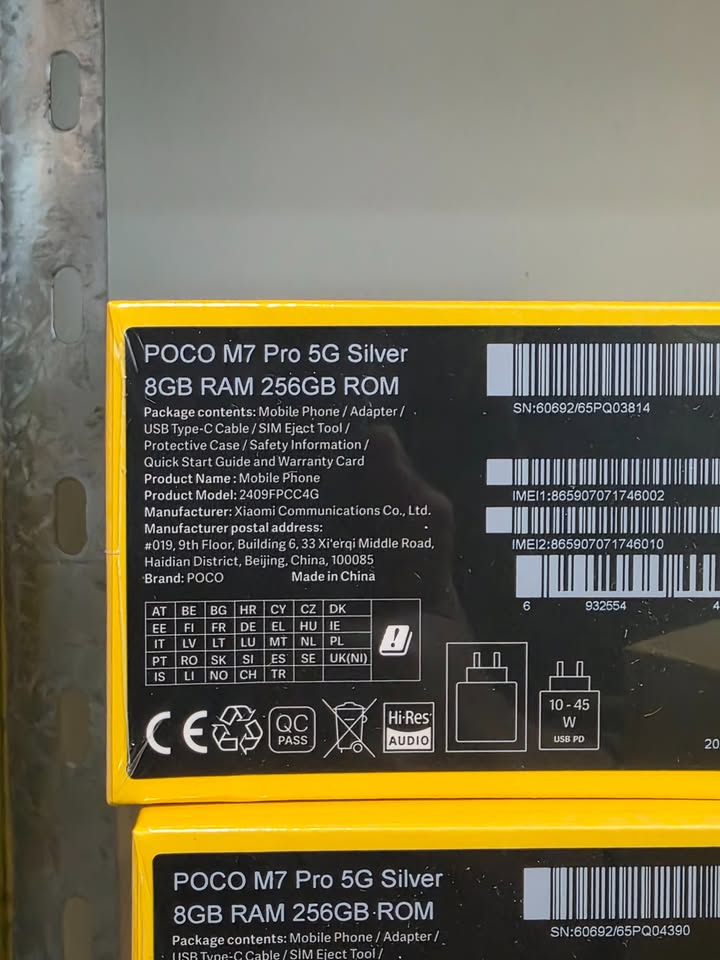 POCO M7 Pro 5G Silver
8GB RAM 256GB ROM
Package contents: Mobile Phone / Adapter /
USB Type-C Cable / SIM Eject Tool /
Protective Case / Safety Information /
Quick Start Guide and Warranty Card
Product Name : Mobile Phone
Product Model: 2409FPCC4G
Manufacturer: Xiaomi Communications Co., Ltd.
Manufacturer postal address:
#019, 9th Floor, Building 6, 33 Xi'erqi Middle Road,
Haidian District, Beijing, China, 100085
Brand: POCO Made in China
SN:60692/65PQ03814
IMEI1:865907071746002
IMEI2:865907071746010
6 932554 4
AT BE BG HR CY CZ DK
EE FI FR DE EL HU IE
IT LV LT LU MT NL PL
PT RO SK SI ES SE UK(NI)
IS LI NO CH TR
CE
QC
PASS
Hi-Res
AUDIO
10 - 45
W
USB PD
20
POCO M7 Pro 5G Silver
8GB RAM 256GB ROM
Package contents: Mobile Phone / Adapter /
USB Type-C Cable / SIM Eject Tool /
SN:60692/65PQ04390